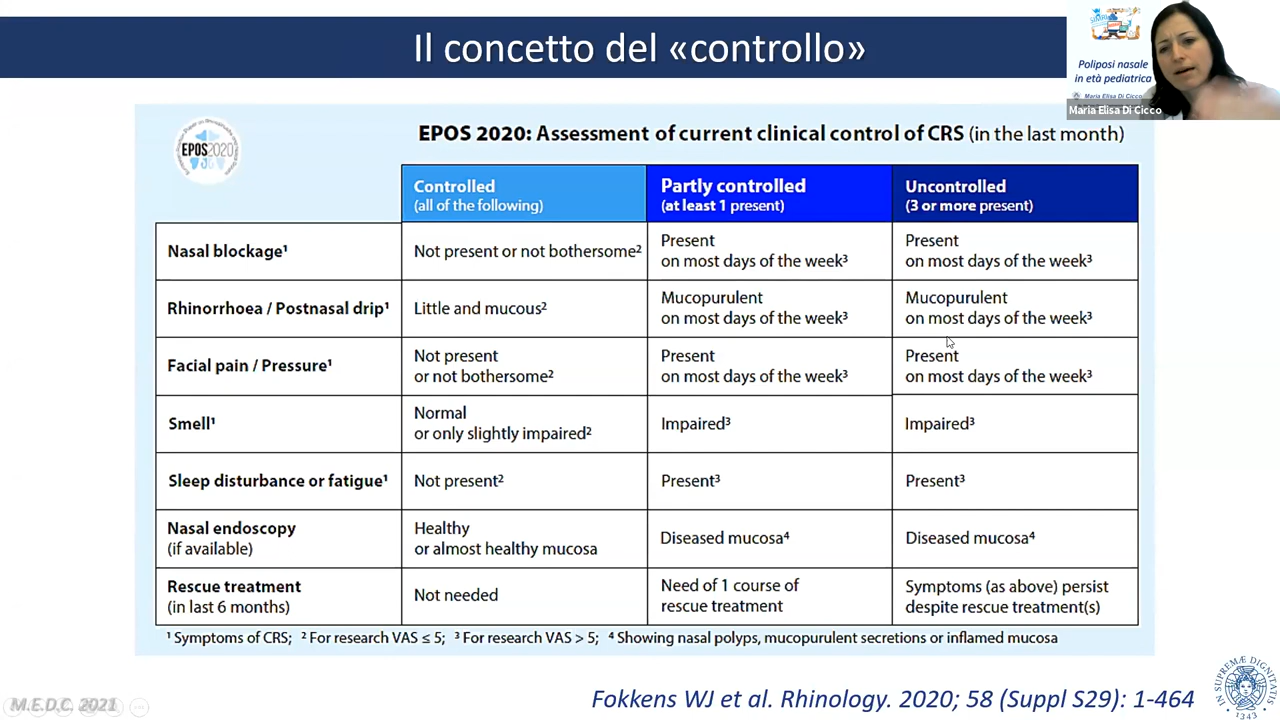 Il concetto del «controllo»
Poliposi nasale
in età pediatrica
Maria Elisa Di Cicco
Maria Elisa Di Cicco
EPOS2020
EPOS 2020: Assessment of current clinical control of CRS (in the last month)
Controlled
(all of the following)
Partly controlled
(at least 1 present)
Uncontrolled
(3 or more present)
Nasal blockage¹
Not present or not bothersome²
Present
on most days of the week³
Present
on most days of the week³
Rhinorrhoea / Postnasal drip¹
Little and mucous²
Mucopurulent
on most days of the week³
Mucopurulent
on most days of the week³
Facial pain / Pressure¹
Not present
or not bothersome²
Present
on most days of the week³
Present
on most days of the week³
Smell¹
Normal
or only slightly impaired²
Impaired³
Impaired³
Sleep disturbance or fatigue¹
Not present²
Present³
Present³
Nasal endoscopy
(if available)
Healthy
or almost healthy mucosa
Diseased mucosa⁴
Diseased mucosa⁴
Rescue treatment
(in last 6 months)
Not needed
Need of 1 course of
rescue treatment
Symptoms (as above) persist
despite rescue treatment(s)
¹ Symptoms of CRS; ² For research VAS ≤ 5; ³ For research VAS > 5; ⁴ Showing nasal polyps, mucopurulent secretions or inflamed mucosa
M.E.D.C. 2021
Fokkens WJ et al. Rhinology. 2020; 58 (Suppl S29): 1-464
IN SUPREMÆ DIGNITATIS
1343